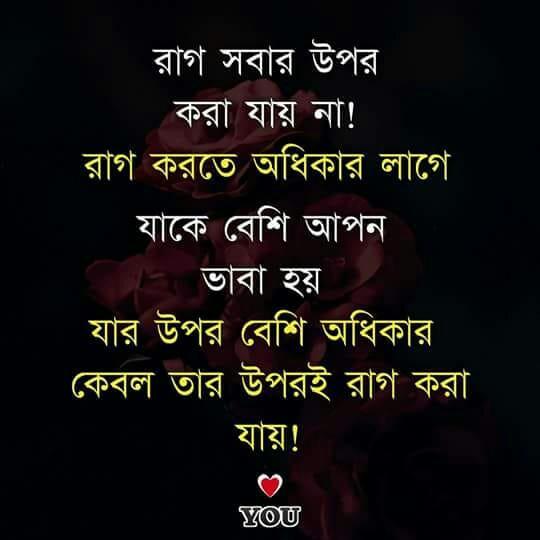 রাগ সবার উপর
করা যায় না!
রাগ করতে অধিকার লাগে
যাকে বেশি আপন
ভাবা হয়
যার উপর বেশি অধিকার
কেবল তার উপরই রাগ করা
যায়!
YOU